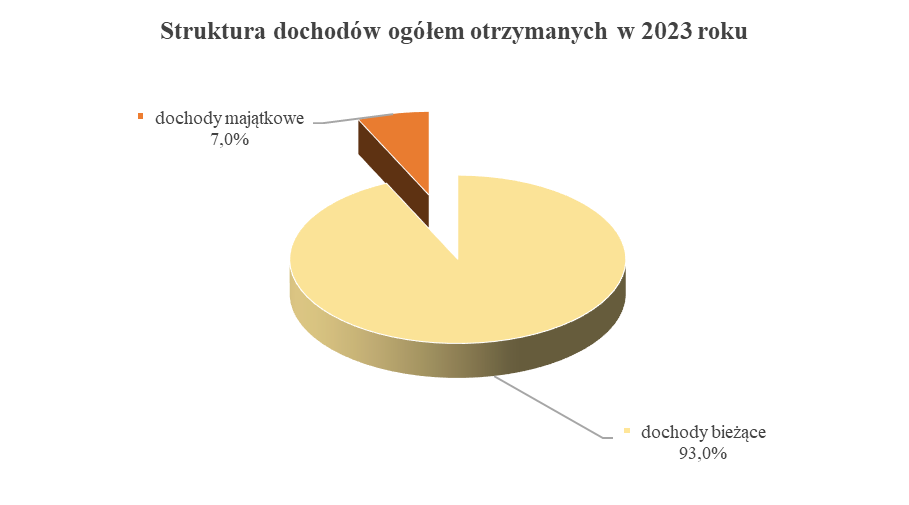 Struktura dochodów ogółem otrzymanych w 2023 roku
dochody majątkowe
7,0%
dochody bieżące
93,0%